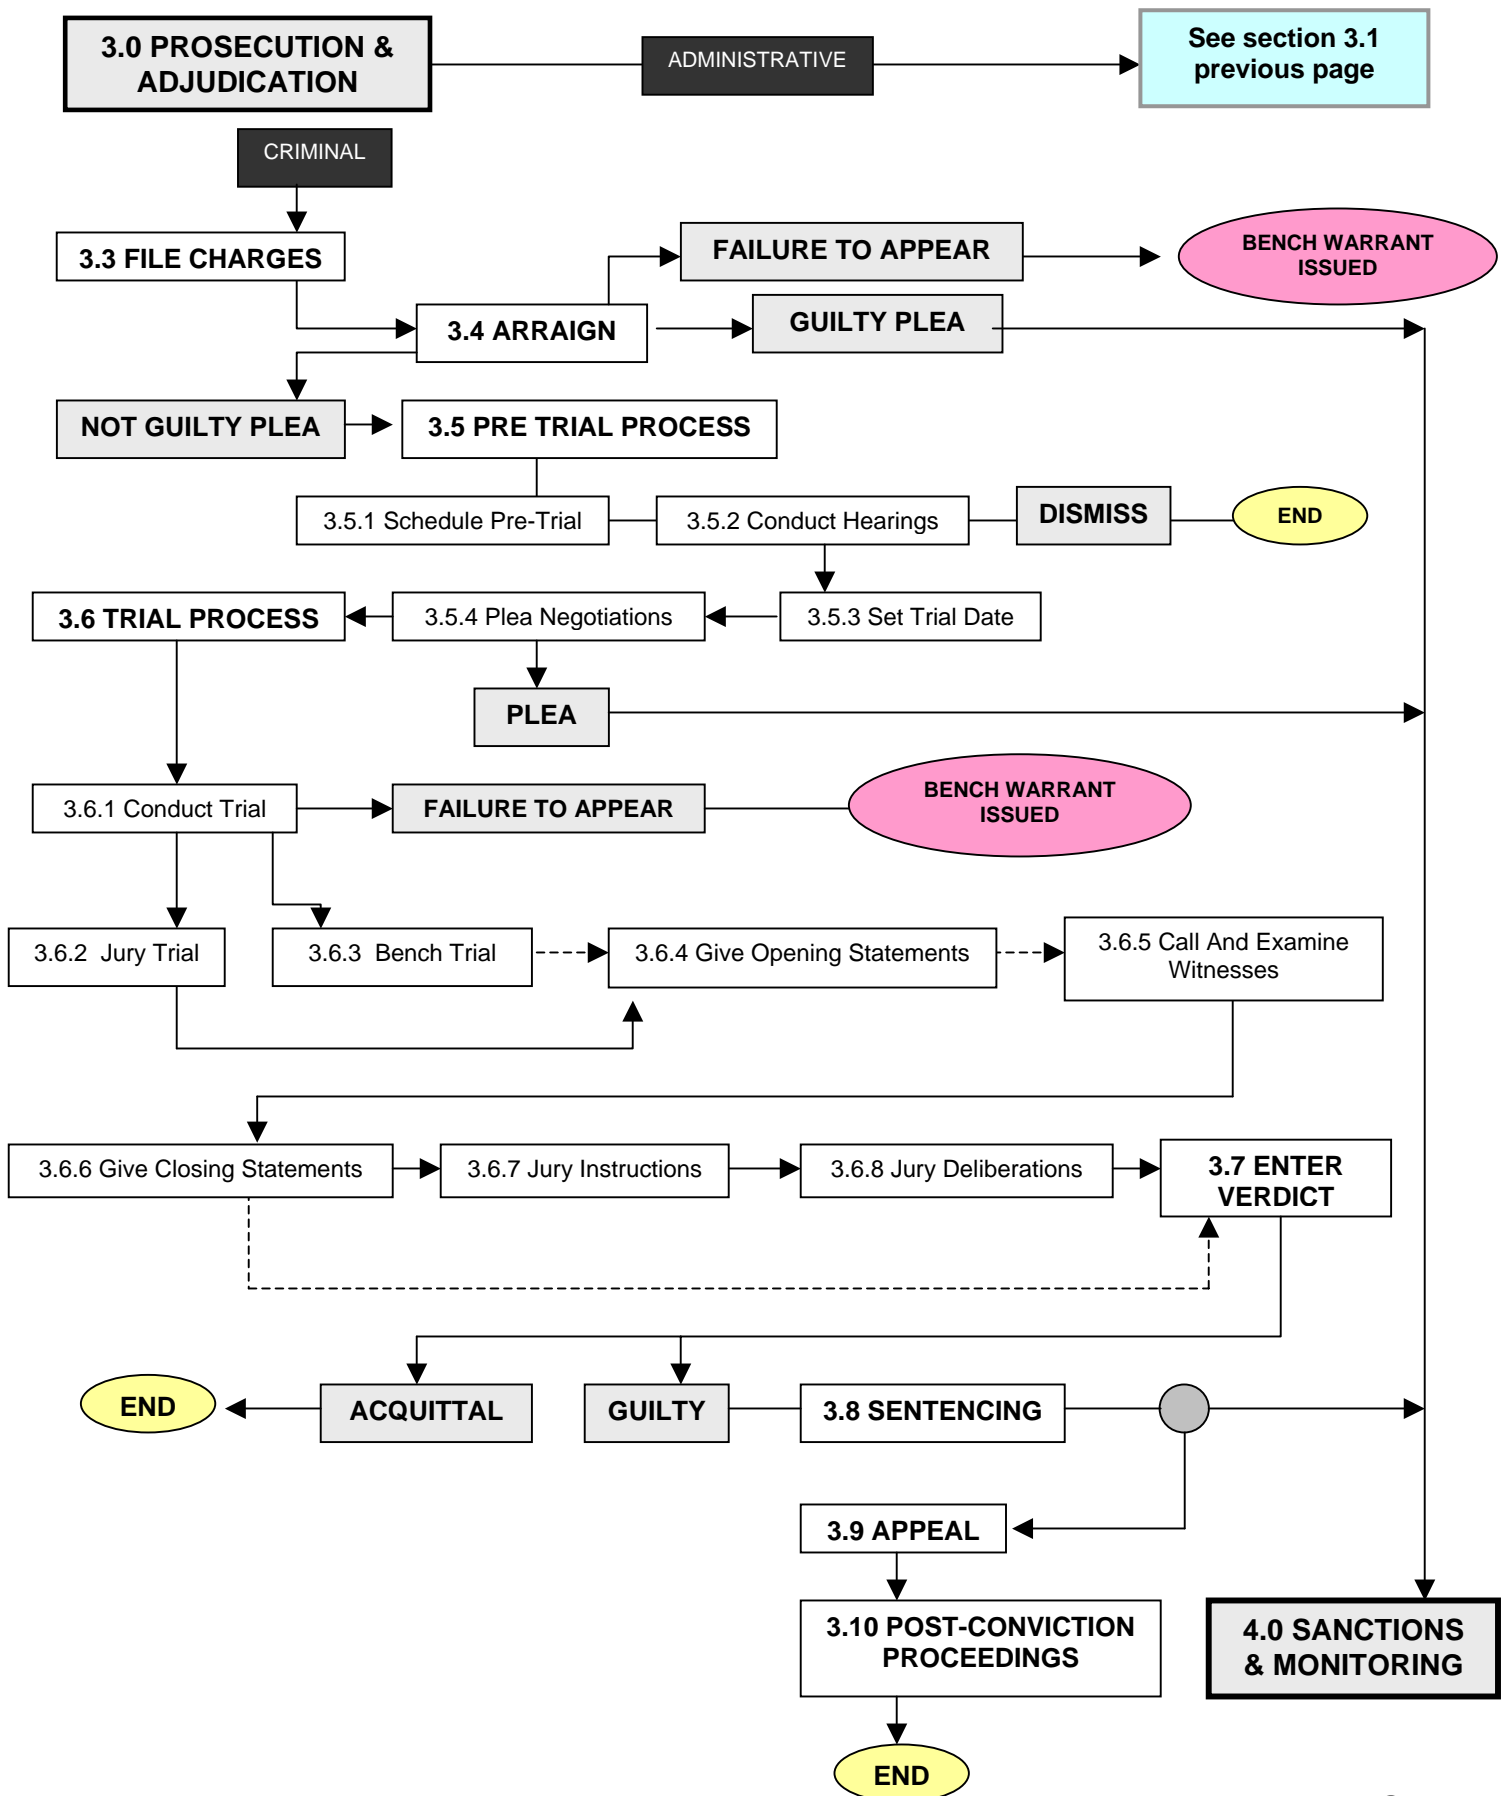 3.0 PROSECUTION &
ADJUDICATION
ADMINISTRATIVE
See section 3.1
previous page
CRIMINAL
3.3 FILE CHARGES
FAILURE TO APPEAR
BENCH WARRANT
ISSUED
3.4 ARRAIGN
GUILTY PLEA
NOT GUILTY PLEA
3.5 PRE TRIAL PROCESS
3.5.1 Schedule Pre-Trial
3.5.2 Conduct Hearings
DISMISS
END
3.6 TRIAL PROCESS
3.5.4 Plea Negotiations
3.5.3 Set Trial Date
PLEA
3.6.1 Conduct Trial
FAILURE TO APPEAR
BENCH WARRANT
ISSUED
3.6.2 Jury Trial
3.6.3 Bench Trial
3.6.4 Give Opening Statements
3.6.5 Call And Examine
Witnesses
3.6.6 Give Closing Statements
3.6.7 Jury Instructions
3.6.8 Jury Deliberations
3.7 ENTER
VERDICT
END
ACQUITTAL
GUILTY
3.8 SENTENCING
3.9 APPEAL
3.10 POST-CONVICTION
PROCEEDINGS
4.0 SANCTIONS
& MONITORING
END